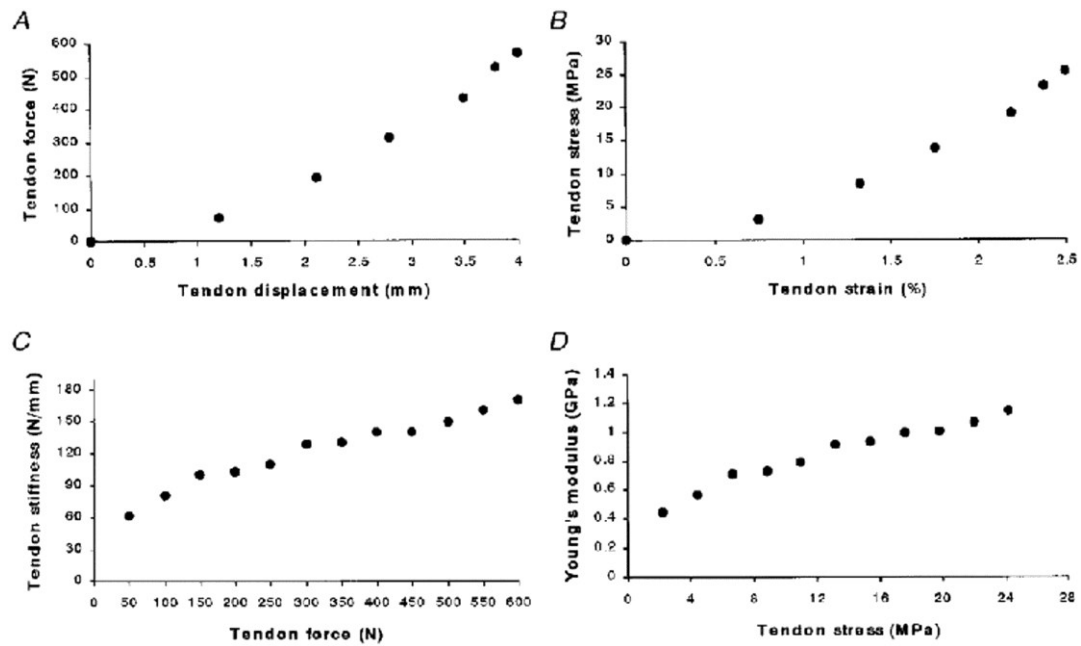 A
Tendon force (N)
600
500
400
300
200
100
0
0 0.5 1 1.5 2 2.5 3 3.5 4
Tendon displacement (mm)
B
Tendon stress (MPa)
30
25
20
15
10
5
0
0 0.5 1 1.5 2 2.5
Tendon strain (%)
C
Tendon stiffness (N/mm)
180
150
120
90
60
30
0
0 50 100 150 200 250 300 350 400 450 500 550 600
Tendon force (N)
D
Young's modulus (GPa)
1.4
1.2
1
0.8
0.6
0.4
0.2
0
0 4 8 12 16 20 24 28
Tendon stress (MPa)